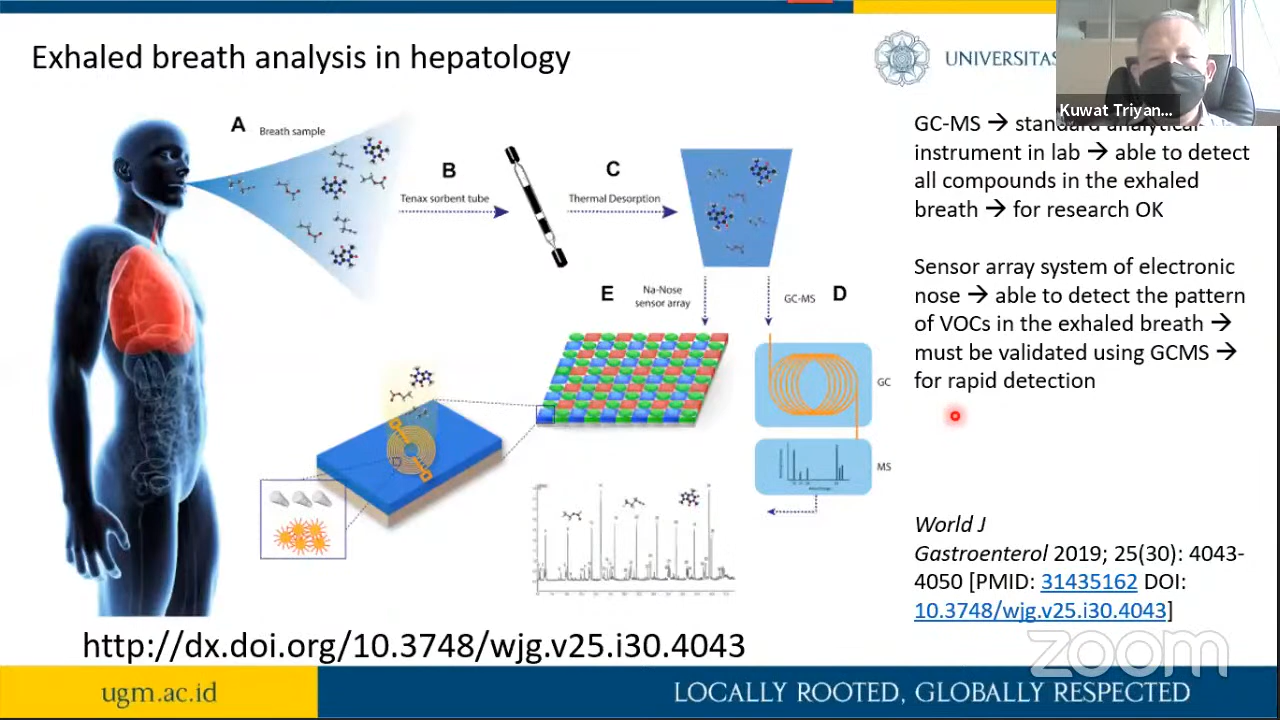 Exhaled breath analysis in hepatology
UNIVERSITAS
Kuwat Triyan...
A
Breath sample
B
Tenax sorbent tube
C
Thermal Desorption
E
Na-Nose
sensor array
GC-MS
D
GC
MS
GC-MS → standard analytical
instrument in lab → able to detect
all compounds in the exhaled
breath → for research OK
Sensor array system of electronic
nose → able to detect the pattern
of VOCs in the exhaled breath →
must be validated using GCMS →
for rapid detection
World J
Gastroenterol 2019; 25(30): 4043-
4050 [PMID: 31435162 DOI:
10.3748/wjg.v25.i30.4043]
http://dx.doi.org/10.3748/wjg.v25.i30.4043
zoom
ugm.ac.id
LOCALLY ROOTED, GLOBALLY RESPECTED